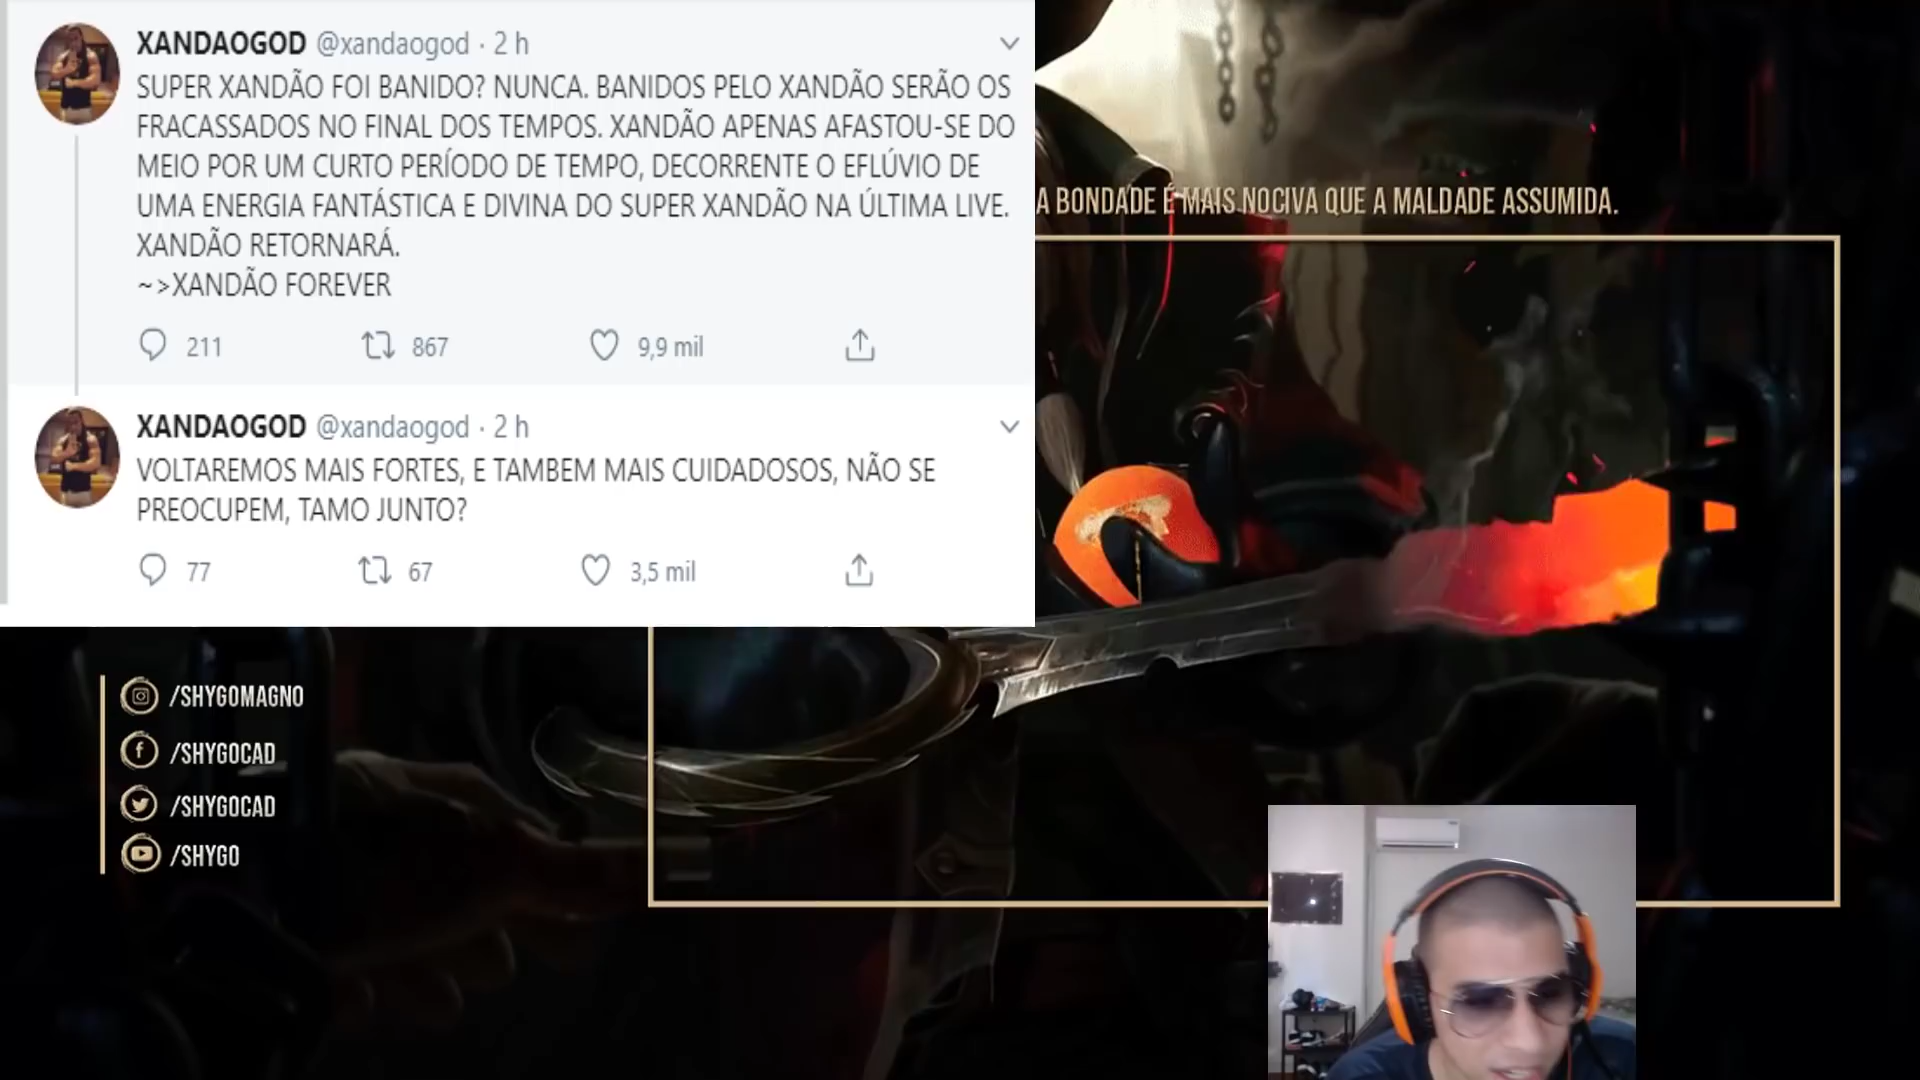 XANDAOGOD @xandaogod · 2 h
SUPER XANDÃO FOI BANIDO? NUNCA. BANIDOS PELO XANDÃO SERÃO OS
FRACASSADOS NO FINAL DOS TEMPOS. XANDÃO APENAS AFASTOU-SE DO
MEIO POR UM CURTO PERÍODO DE TEMPO, DECORRENTE O EFLÚVIO DE
UMA ENERGIA FANTÁSTICA E DIVINA DO SUPER XANDÃO NA ÚLTIMA LIVE.
XANDÃO RETORNARÁ.
~>XANDÃO FOREVER
211 867 9,9 mil
XANDAOGOD @xandaogod · 2 h
VOLTAREMOS MAIS FORTES, E TAMBEM MAIS CUIDADOSOS, NÃO SE
PREOCUPEM, TAMO JUNTO?
77 67 3,5 mil
A BONDADE É MAIS NOCIVA QUE A MALDADE ASSUMIDA.
/SHYGOMAGNO
/SHYGOCAD
/SHYGOCAD
/SHYGO